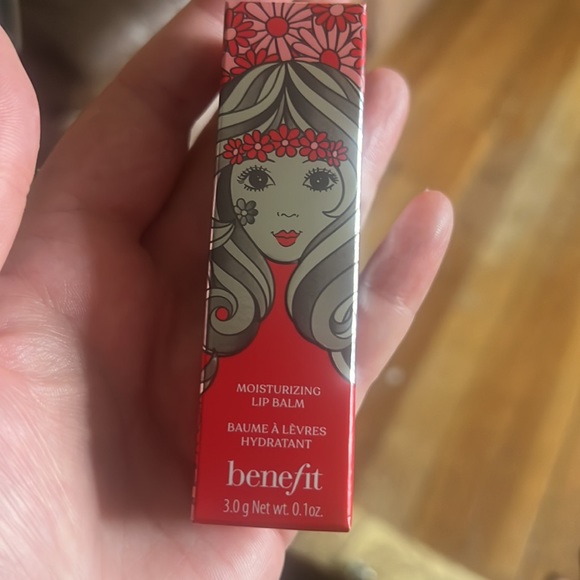 MOISTURIZING
LIP BALM
BAUME À LÈVRES
HYDRATANT
benefit
3.0 g Net wt. 0.1oz.